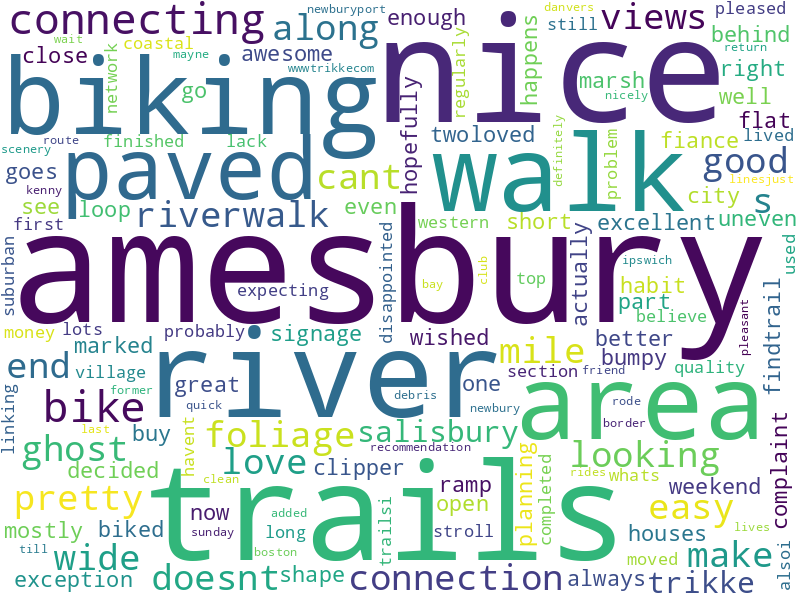 newburyport
enough
danvers
pleased
connecting
along
views
behind
wait
still
mayne
return
close
coastal
awesome
network
nice
regularly
happens
marsh
right
wwwtrikkecom
biking
go
nicely
well
route
finished
lack
hopefully
twoloved
fiance
flat
lived
scenery
paved
walk
definitely
problem
goes
cant
good
linesjust
kenny
see
loop
riverwalk
even
city
s
first
western
short
excellent
uneven
suburban
amesbury
expecting
disappointed
actually
ipswich
used
bay
club
top
habit
part
believe
findtrail
pleasant
money
lots
probably
signage
wished
better
marked
end
village
river
mile
bumpy
linking
great
one
section
friend
quality
former
quick
debris
rode
border
bike
buy
newbury
area
ghost
foliage
salisbury
last
havent
recommendation
planning
completed
looking
complaint
decided
love
clipper
ramp
rides
whats
weekend
pretty
clean
trails
now
added
open
easy
mostly
biked
sunday
long
trailsi
stroll
houses
lives
till
wide
boston
moved
make
alsoi
exception
doesnt
shape
connection
always
trikke